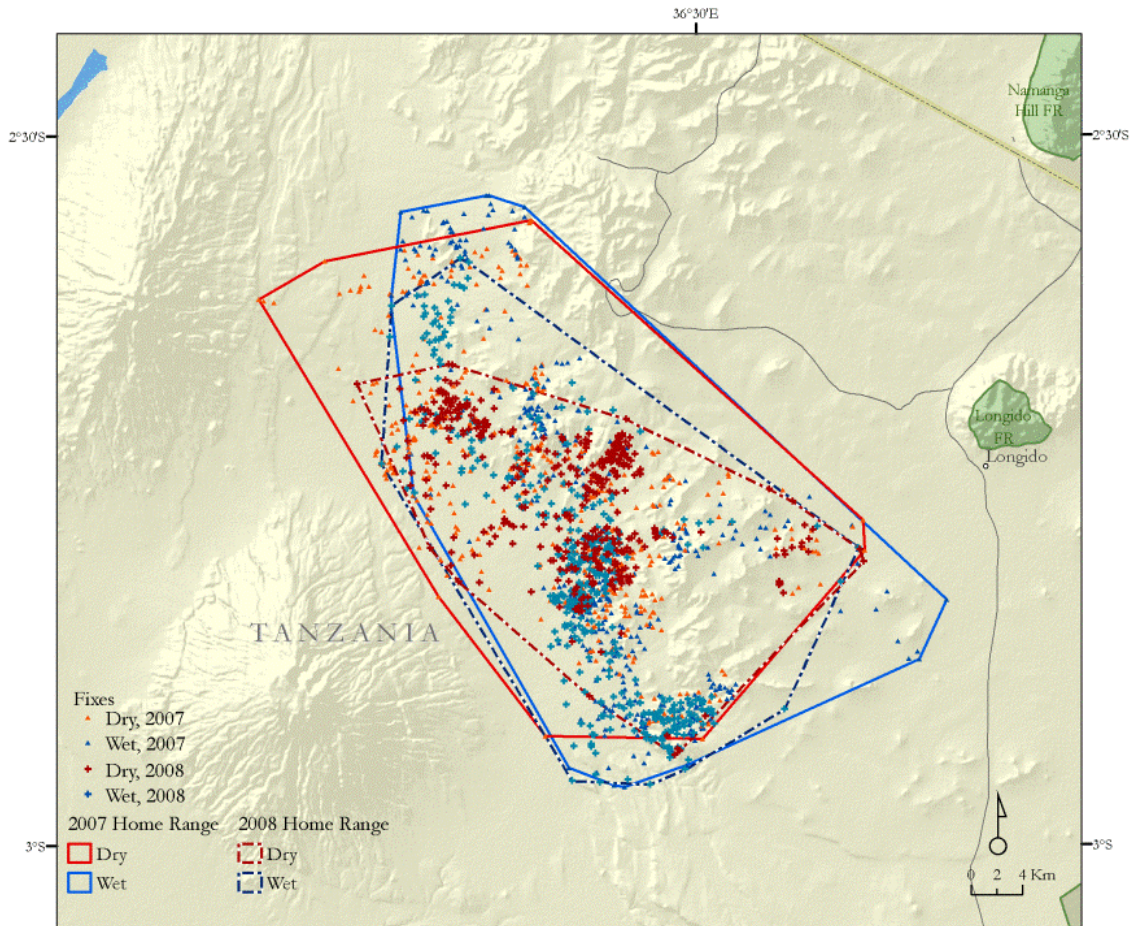 36°30'E
Namanga
Hill FR
2°30'S
2°30'S
Longido
FR
Longido
TANZANIA
Fixes
Dry, 2007
Wet, 2007
Dry, 2008
Wet, 2008
2007 Home Range
2008 Home Range
Dry
Dry
Wet
Wet
3°S
3°S
0 2 4 Km